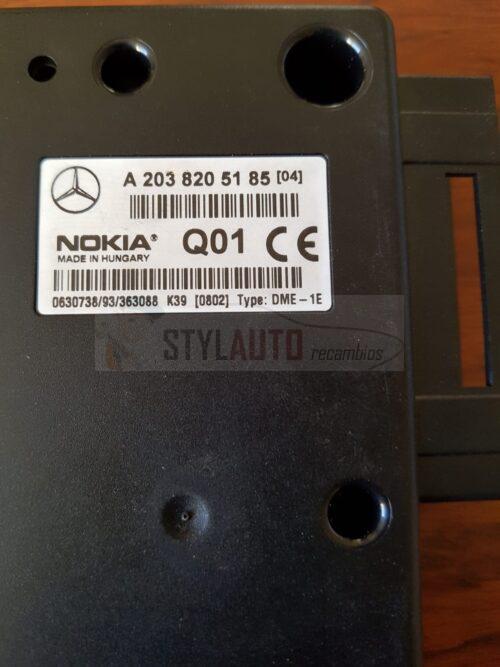 A 203 820 51 85 [04]
NOKIA® Q01 CE
MADE IN HUNGARY
0630738/93/363088 K39 [0802] Type: DME-1E
STYLAUTO
recambios